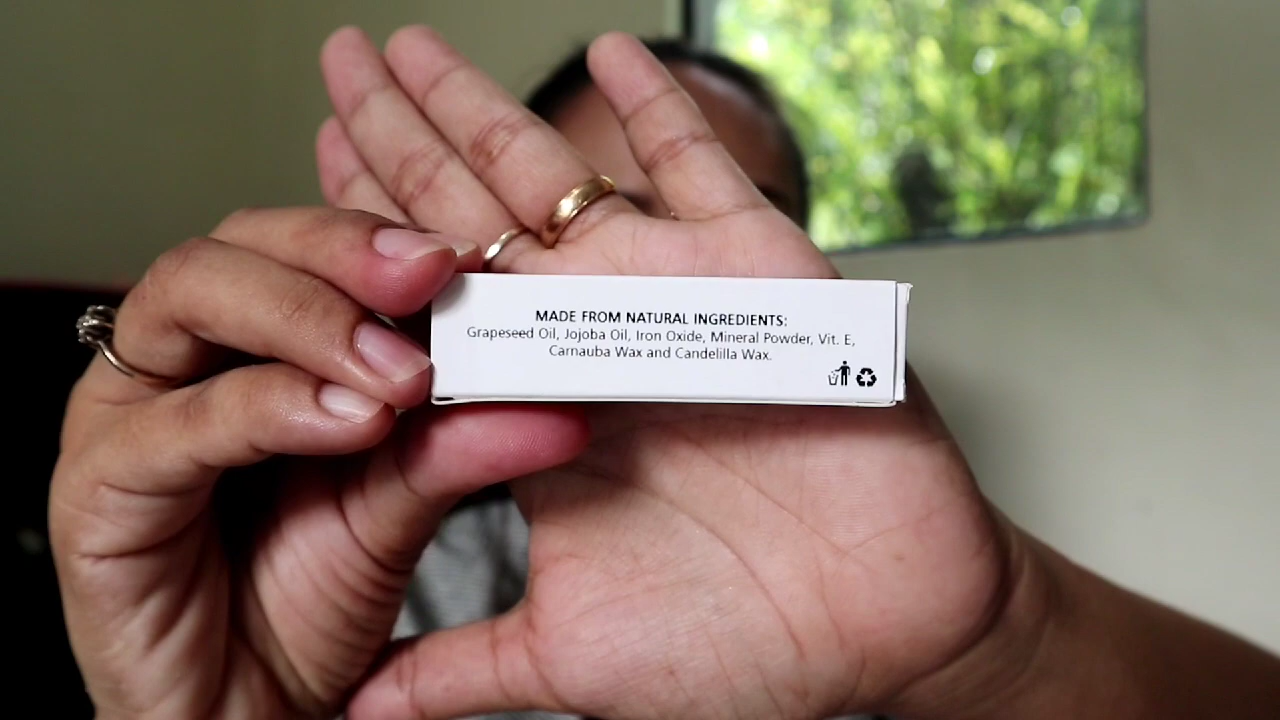 MADE FROM NATURAL INGREDIENTS:
Grapeseed Oil, Jojoba Oil, Iron Oxide, Mineral Powder, Vit. E,
Carnauba Wax and Candelilla Wax.